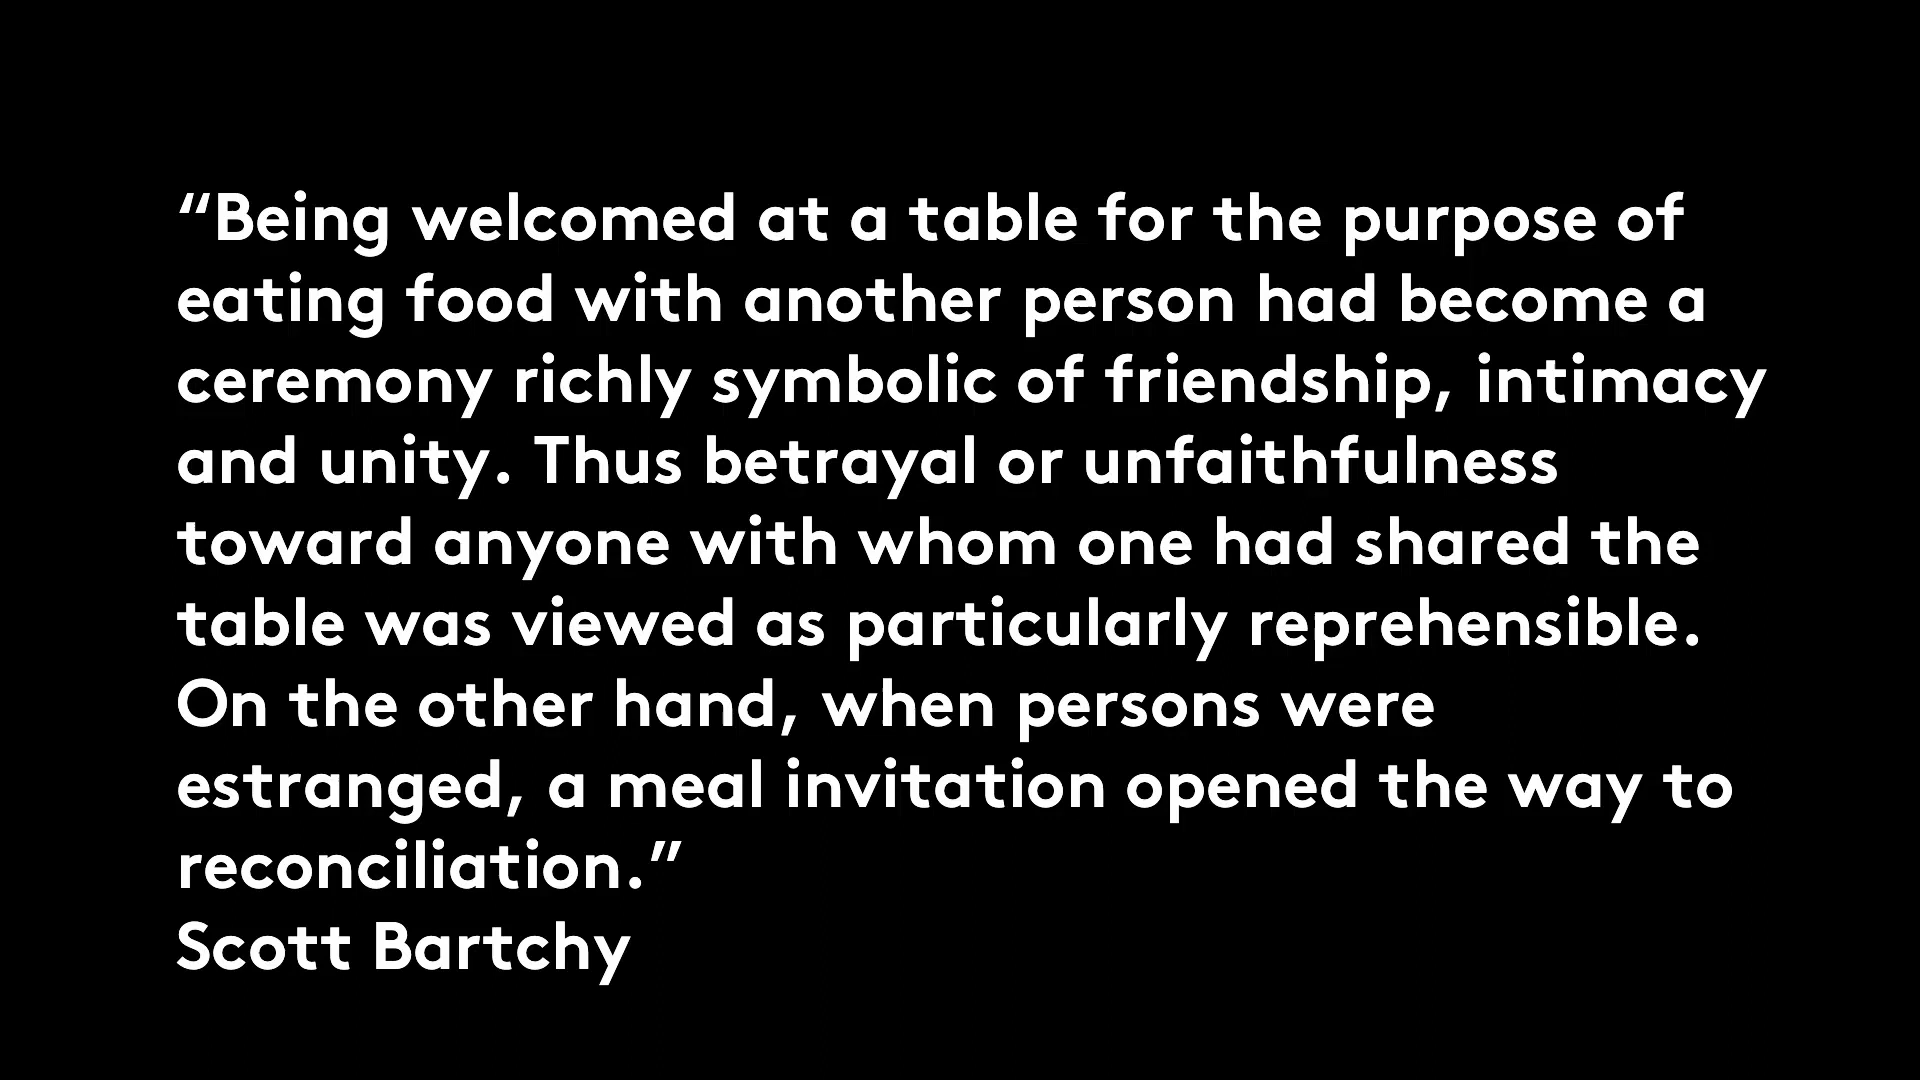 “Being welcomed at a table for the purpose of
eating food with another person had become a
ceremony richly symbolic of friendship, intimacy
and unity. Thus betrayal or unfaithfulness
toward anyone with whom one had shared the
table was viewed as particularly reprehensible.
On the other hand, when persons were
estranged, a meal invitation opened the way to
reconciliation.”
Scott Bartchy